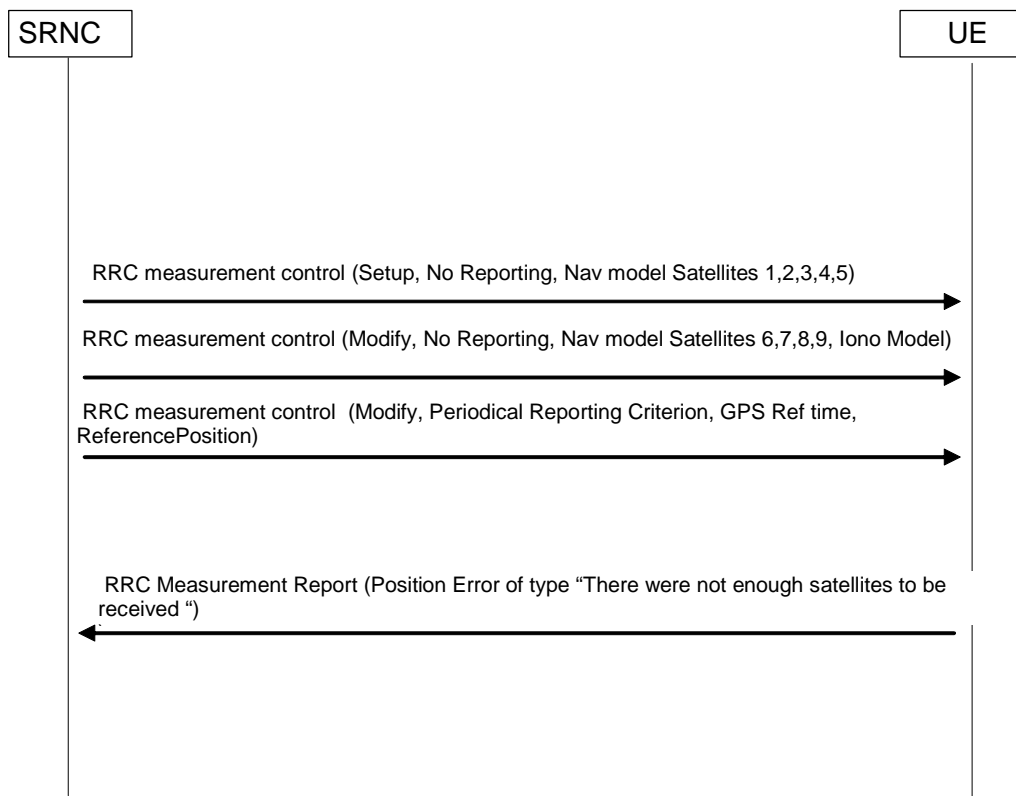 SRNC
UE
RRC measurement control (Setup, No Reporting, Nav model Satellites 1,2,3,4,5)
RRC measurement control (Modify, No Reporting, Nav model Satellites 6,7,8,9, Iono Model)
RRC measurement control (Modify, Periodical Reporting Criterion, GPS Ref time,
ReferencePosition)
RRC Measurement Report (Position Error of type “There were not enough satellites to be
received “)